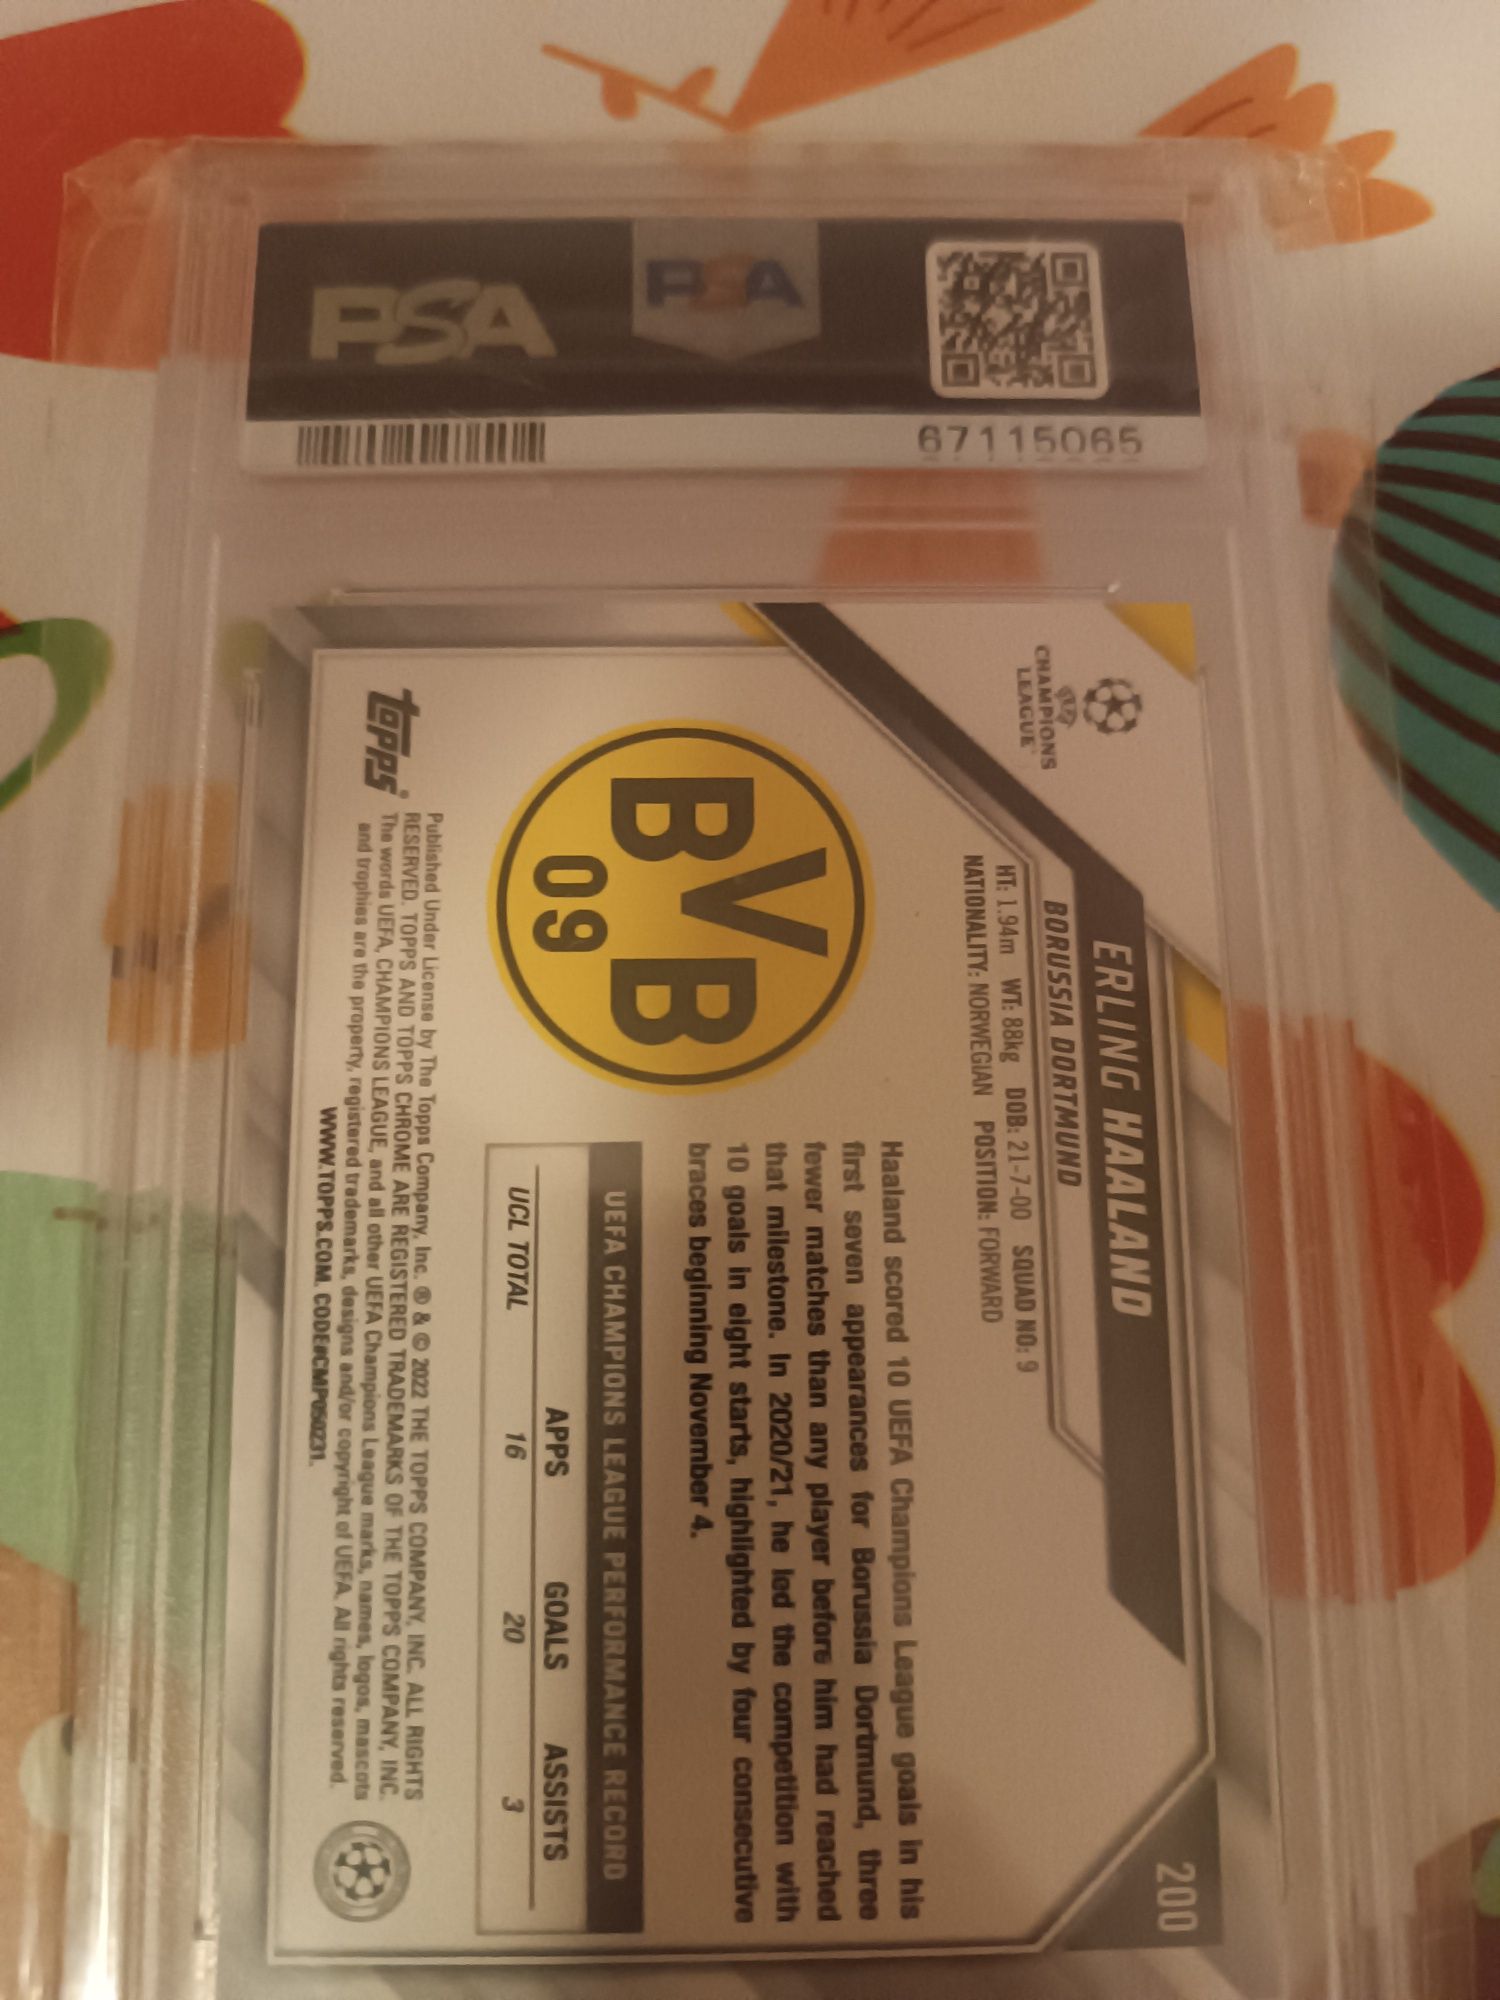 PSA
PSA
67115065
CHAMPIONS
LEAGUE
200
ERLING HAALAND
BORUSSIA DORTMUND
HT: 1.94m WT: 88kg DOB: 21-7-00 SQUAD NO: 9
NATIONALITY: NORWEGIAN POSITION: FORWARD
BVB
09
Haaland scored 10 UEFA Champions League goals in his
first seven appearances for Borussia Dortmund, three
fewer matches than any player before him had reached
that milestone. In 2020/21, he led the competition with
10 goals in eight starts, highlighted by four consecutive
braces beginning November 4.
UEFA CHAMPIONS LEAGUE PERFORMANCE RECORD
APPS GOALS ASSISTS
UCL TOTAL 16 20 3
topps®
Published Under License by The Topps Company, Inc. ® & © 2022 THE TOPPS COMPANY, INC. ALL RIGHTS
RESERVED. TOPPS AND TOPPS CHROME ARE REGISTERED TRADEMARKS OF THE TOPPS COMPANY, INC.
The words UEFA, CHAMPIONS LEAGUE, and all other UEFA Champions League marks, names, logos, mascots
and trophies are the property, registered trademarks, designs and/or copyright of UEFA. All rights reserved.
WWW.TOPPS.COM. CODE#CMP050231.